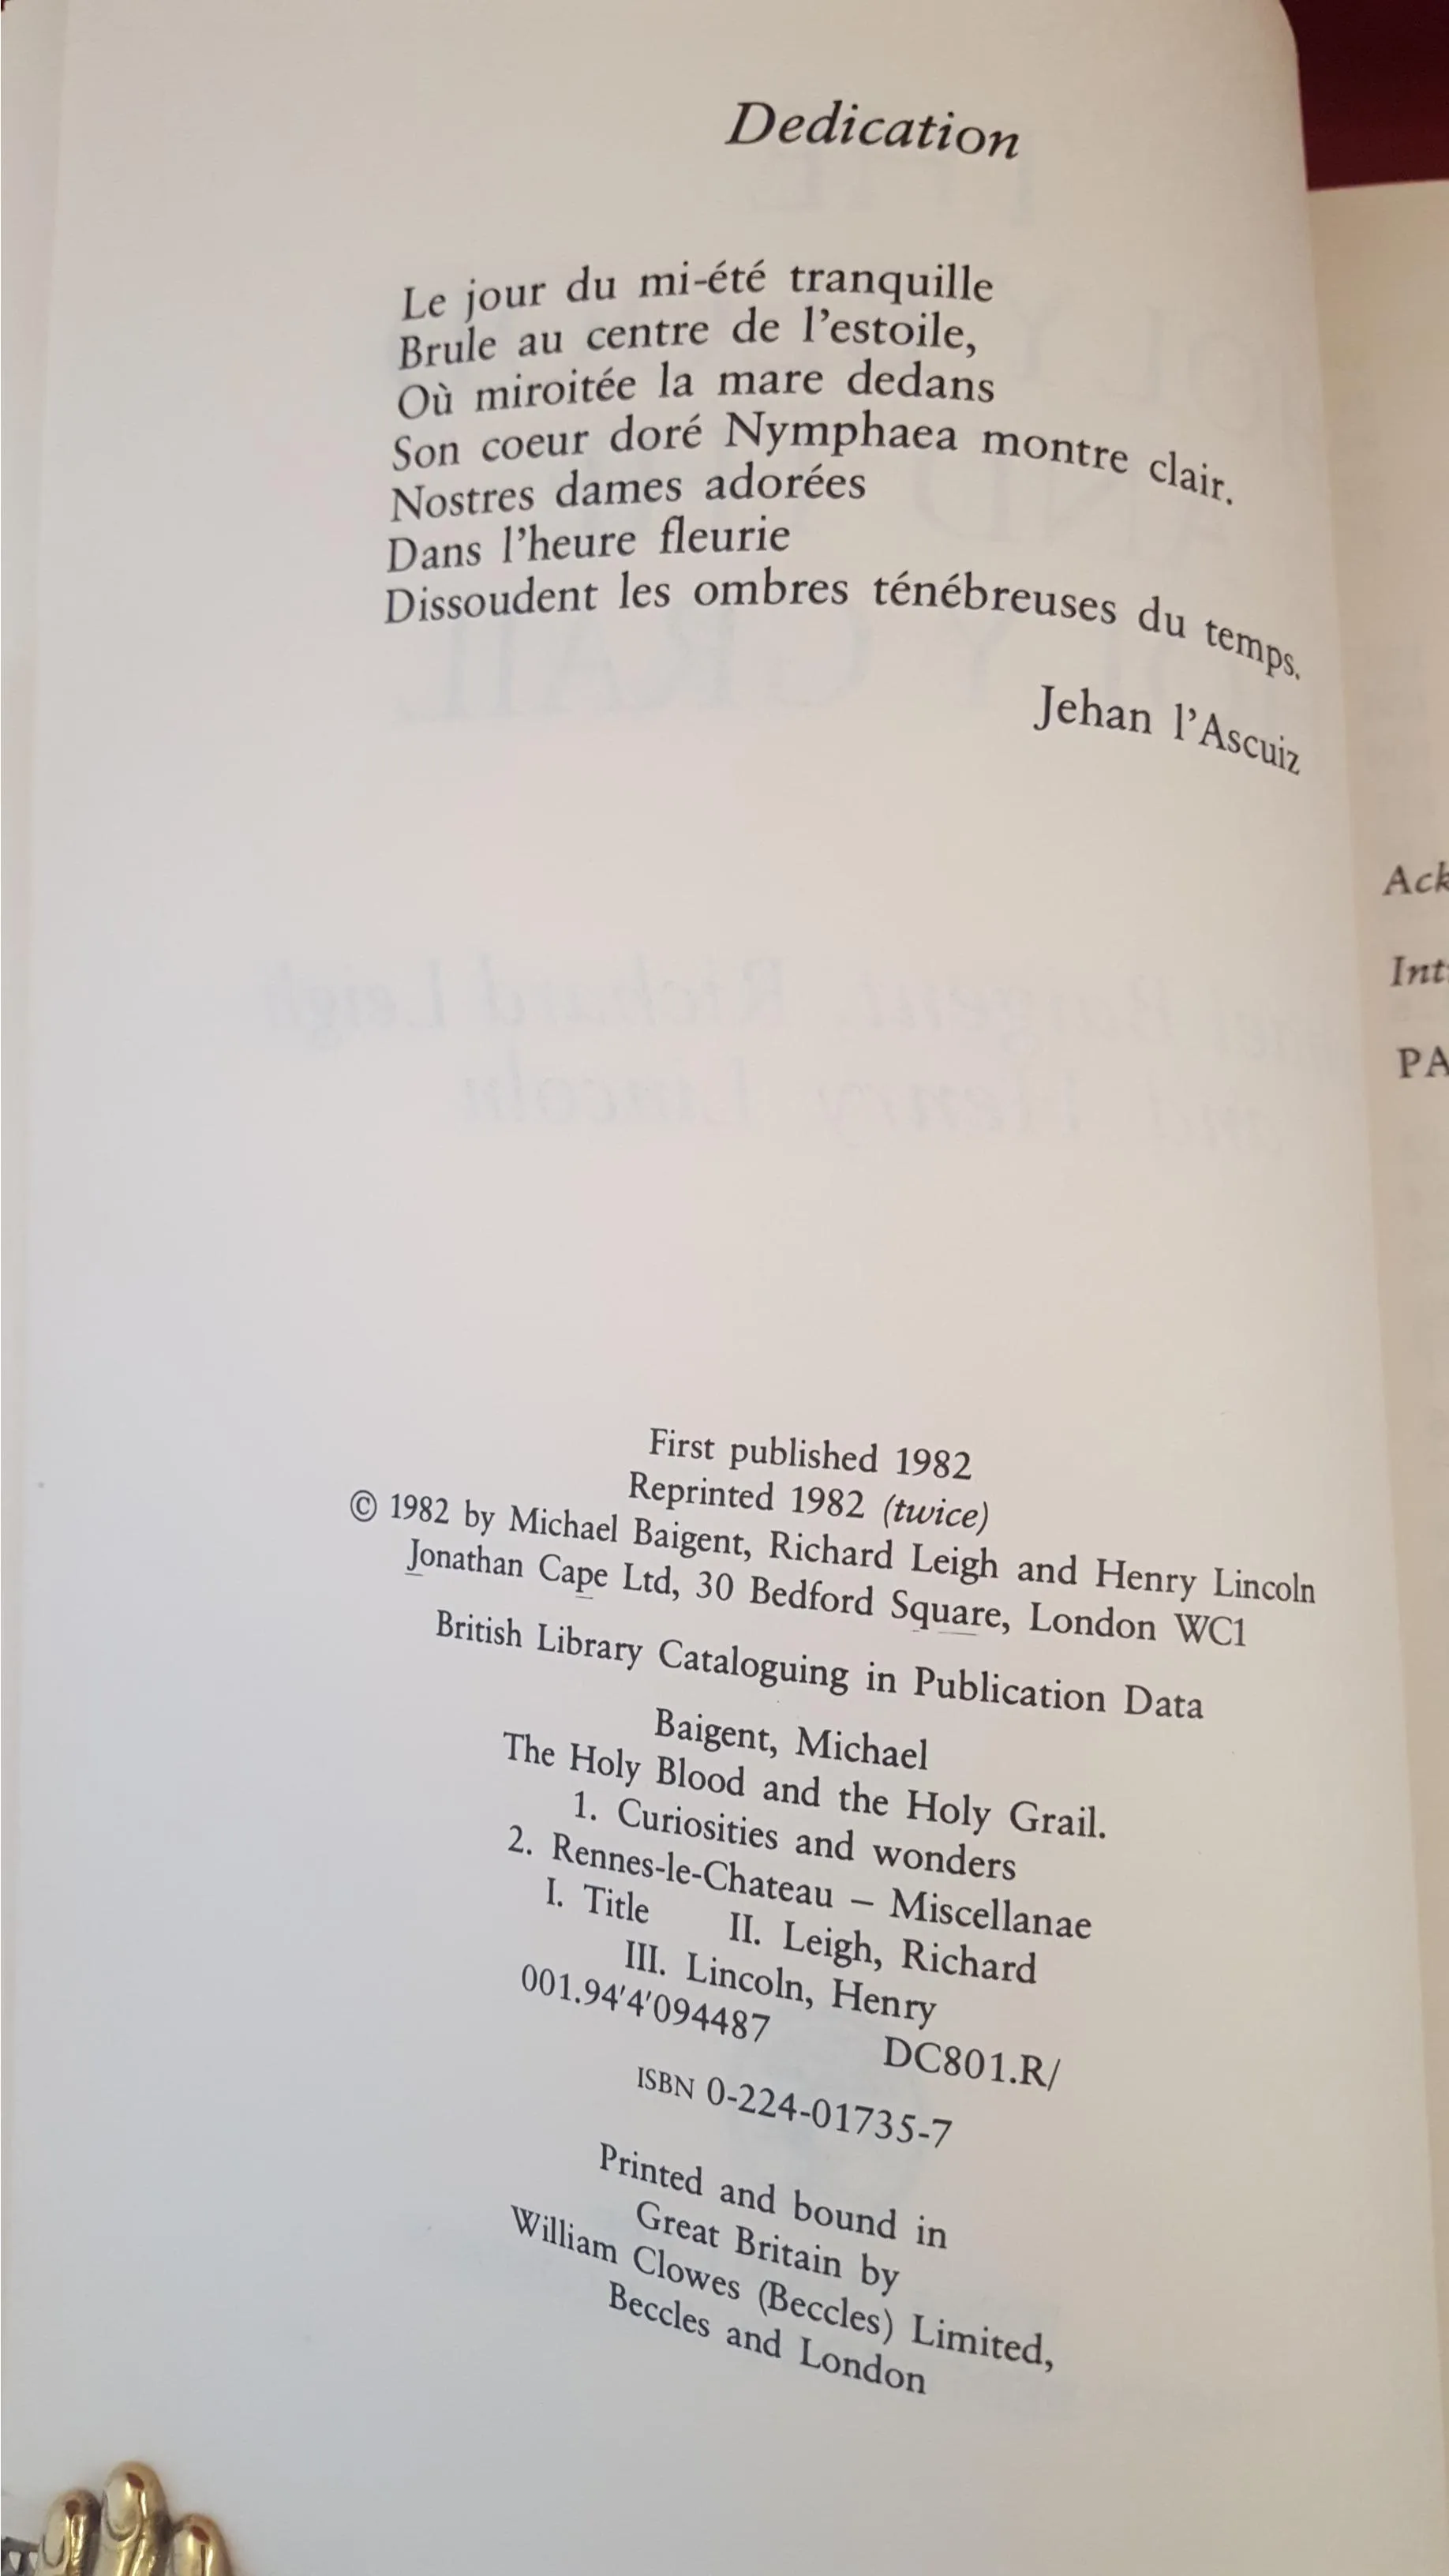 Dedication
Le jour du mi-été tranquille
Brule au centre de l'estoile,
Où miroitée la mare dedans
Son coeur doré Nymphaea montre clair.
Nostres dames adorées
Dans l'heure fleurie
Dissoudent les ombres ténébreuses du temps.
Jehan l'Ascuiz
First published 1982
Reprinted 1982 (twice)
© 1982 by Michael Baigent, Richard Leigh and Henry Lincoln
Jonathan Cape Ltd, 30 Bedford Square, London WC1
British Library Cataloguing in Publication Data
Baigent, Michael
The Holy Blood and the Holy Grail.
1. Curiosities and wonders
2. Rennes-le-Chateau – Miscellanae
I. Title II. Leigh, Richard
III. Lincoln, Henry
001.94'4'094487 DC801.R/
ISBN 0-224-01735-7
Printed and bound in
Great Britain by
William Clowes (Beccles) Limited,
Beccles and London
Ack
Int
PA